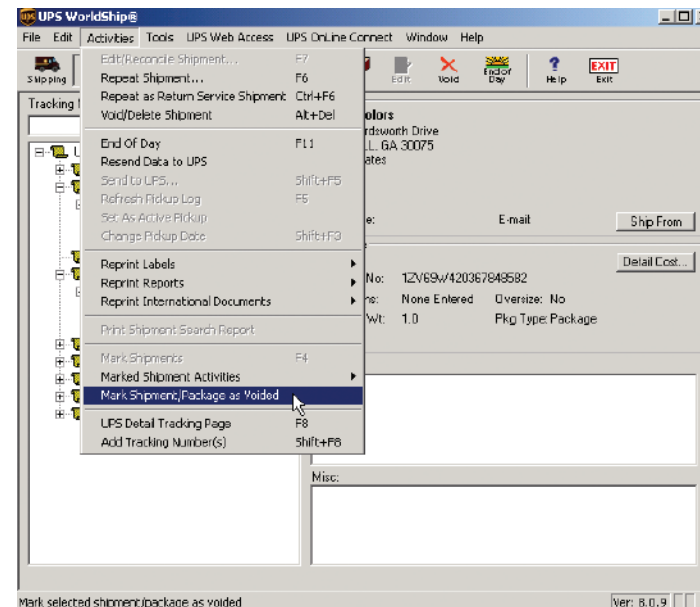 UPS WorldShip®
File Edit Activities Tools UPS Web Access UPS OnLine Connect Window Help
Shipping Edit Void End of Day Help EXIT Exit
Tracking
Edit/Reconcile Shipment... F7
Repeat Shipment... F6
Repeat as Return Service Shipment Ctrl+F6
Void/Delete Shipment Alt+Del
End Of Day F11
Resend Data to UPS
Send to UPS... Shift+F5
Refresh Pickup Log F5
Set As Active Pickup
Change Pickup Date Shift+F3
Reprint Labels
Reprint Reports
Reprint International Documents
Print Shipment Search Report
Mark Shipments F4
Marked Shipment Activities
Mark Shipment/Package as Voided
UPS Detail Tracking Page F8
Add Tracking Number(s) Shift+F8
olors
rdsworth Drive
LL, GA 30075
ates
e: E-mail: Ship From
Detail Cost...
No: 1ZV69W420367848582
ns: None Entered Oversize: No
Wt: 1.0 Pkg Type: Package
Misc:
Mark selected shipment/package as voided Ver: 8.0.9